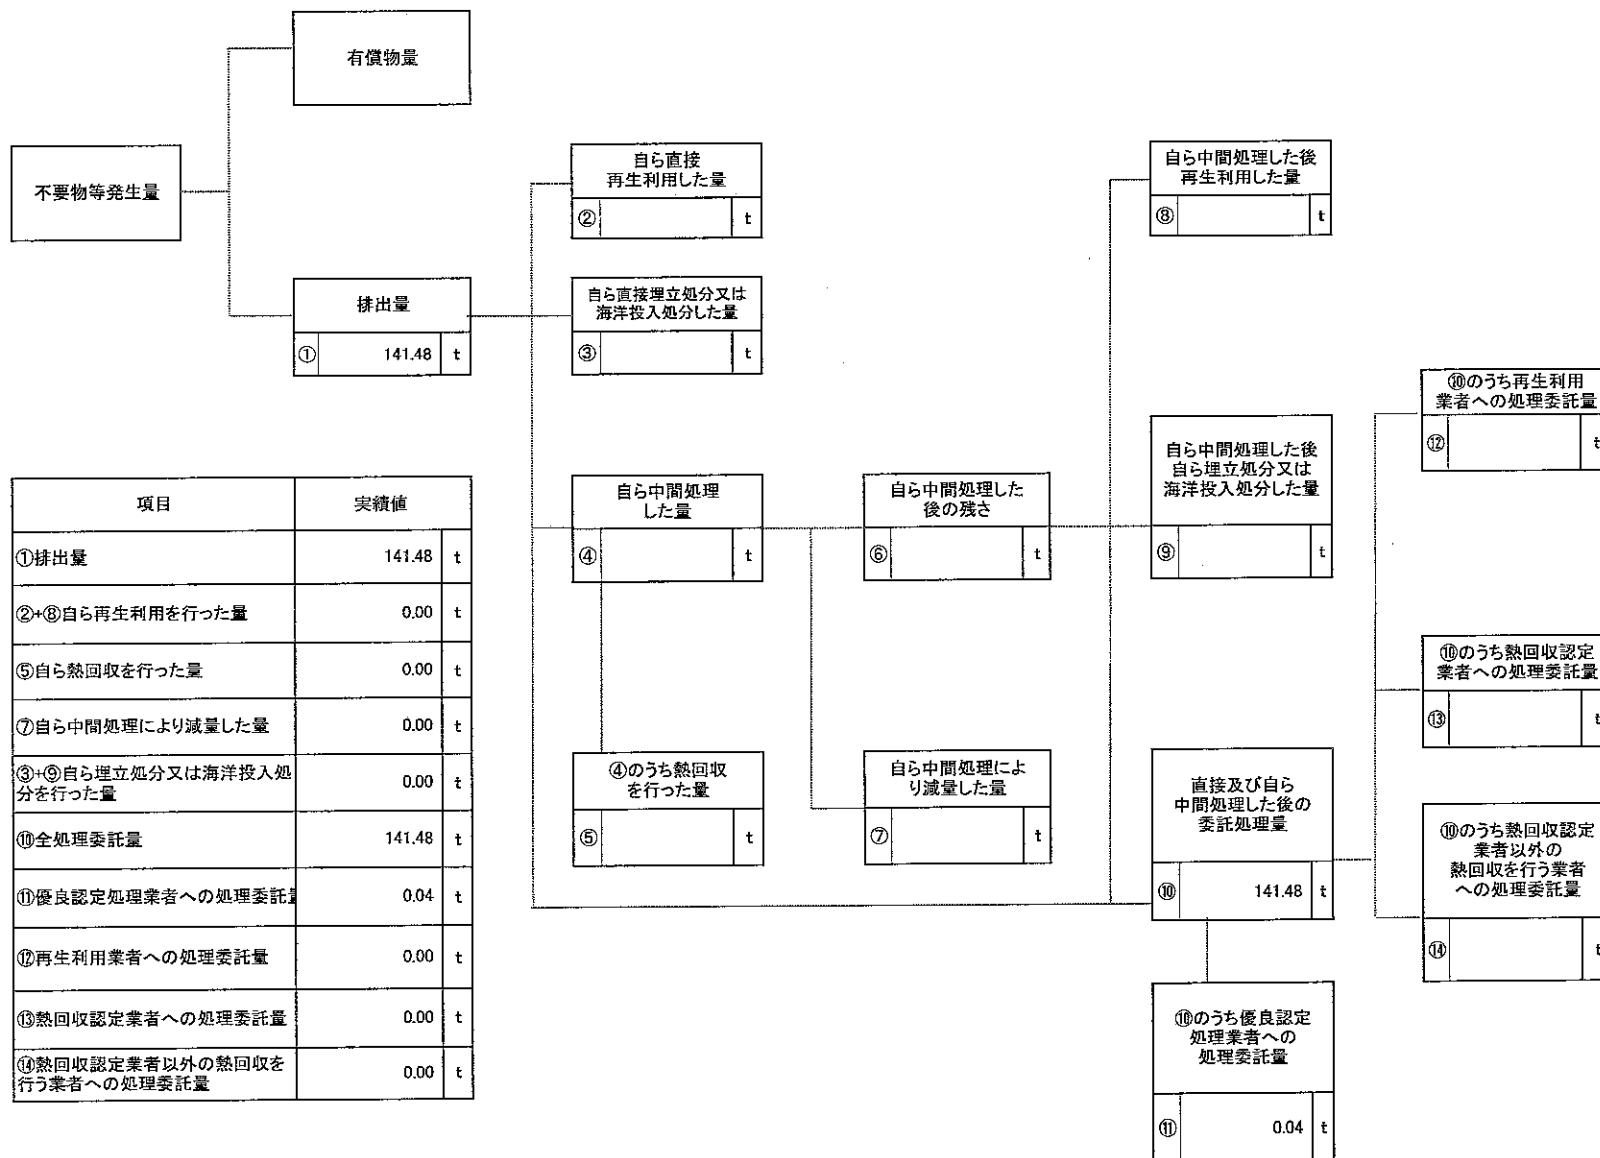 有償物量
不要物等発生量
排出量
① 141.48 t
自ら直接
再生利用した量
② t
自ら直接埋立処分又は
海洋投入処分した量
③ t
自ら中間処理
した量
④ t
④のうち熱回収
を行った量
⑤ t
自ら中間処理した
後の残さ
⑥ t
自ら中間処理によ
り減量した量
⑦ t
自ら中間処理した後
再生利用した量
⑧ t
自ら中間処理した後
自ら埋立処分又は
海洋投入処分した量
⑨ t
直接及び自ら
中間処理した後の
委託処理量
⑩ 141.48 t
⑩のうち優良認定
処理業者への
処理委託量
⑪ 0.04 t
⑩のうち再生利用
業者への処理委託量
⑫ t
⑩のうち熱回収認定
業者への処理委託量
⑬ t
⑩のうち熱回収認定
業者以外の
熱回収を行う業者
への処理委託量
⑭ t
項目 実績値
①排出量 141.48 t
②+⑧自ら再生利用を行った量 0.00 t
⑤自ら熱回収を行った量 0.00 t
⑦自ら中間処理により減量した量 0.00 t
③+⑨自ら埋立処分又は海洋投入処
分を行った量 0.00 t
⑩全処理委託量 141.48 t
⑪優良認定処理業者への処理委託量 0.04 t
⑫再生利用業者への処理委託量 0.00 t
⑬熱回収認定業者への処理委託量 0.00 t
⑭熱回収認定業者以外の熱回収を
行う業者への処理委託量 0.00 t